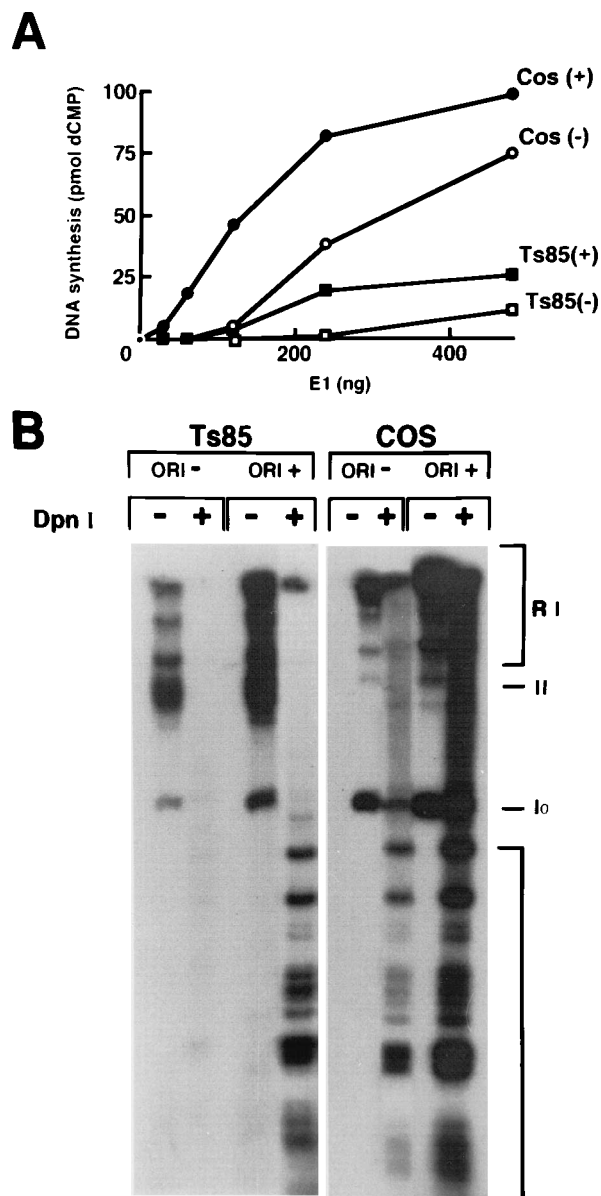 A
DNA synthesis (pmol dCMP)
100
75
50
25
0
200
400
E1 (ng)
Cos (+)
Cos (-)
Ts85(+)
Ts85(-)
B
Ts85 COS
ORI - ORI + ORI - ORI +
Dpn I - + - + - + - +
R I
II
Io